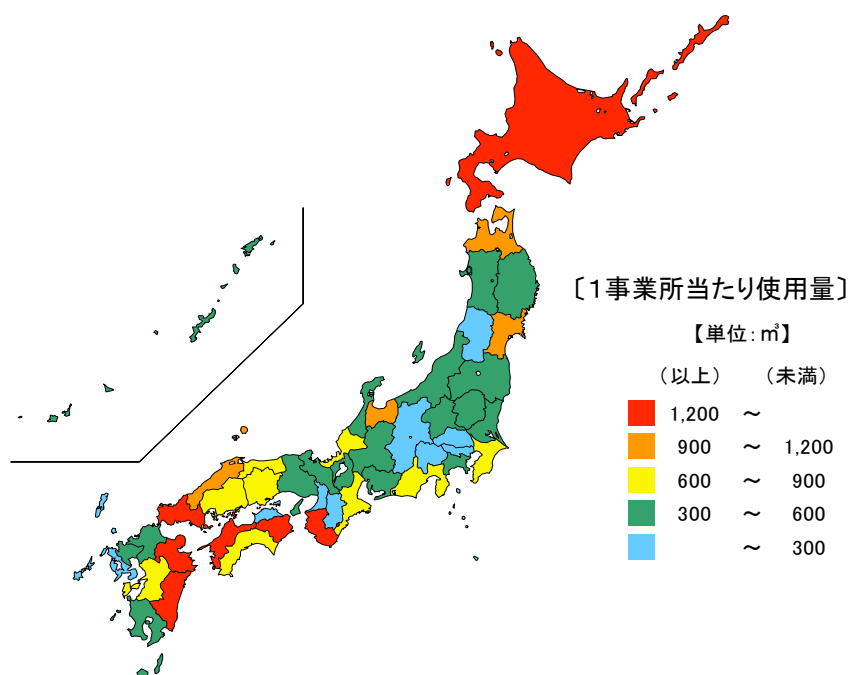 〔１事業所当たり使用量〕
【単位：㎥】
（以上） （未満）
1,200 ～
900 ～ 1,200
600 ～ 900
300 ～ 600
～ 300